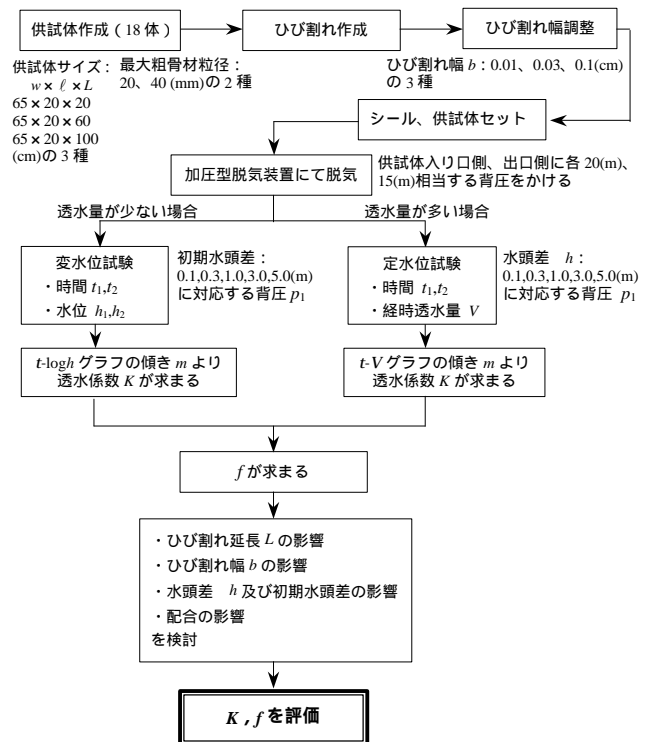 供試体作成（18 体）
ひび割れ作成
ひび割れ幅調整
供試体サイズ：
w× ℓ ×L
65×20×20
65×20×60
65×20×100
(cm)の 3 種
最大粗骨材粒径：
20、40 (mm)の 2 種
ひび割れ幅 b：0.01、0.03、0.1(cm)
の 3 種
シール、供試体セット
加圧型脱気装置にて脱気
供試体入り口側、出口側に各 20(m)、
15(m)相当する背圧をかける
透水量が少ない場合
透水量が多い場合
変水位試験
・時間 t1,t2
・水位 h1,h2
初期水頭差：
0.1,0.3,1.0,3.0,5.0(m)
に対応する背圧 p1
定水位試験
・時間 t1,t2
・経時透水量 V
水頭差 h：
0.1,0.3,1.0,3.0,5.0(m)
に対応する背圧 p1
t-logh グラフの傾き m より
透水係数 K が求まる
t-V グラフの傾き m より
透水係数 K が求まる
f が求まる
・ひび割れ延長 L の影響
・ひび割れ幅 b の影響
・水頭差 h 及び初期水頭差の影響
・配合の影響
を検討
K , f を評価